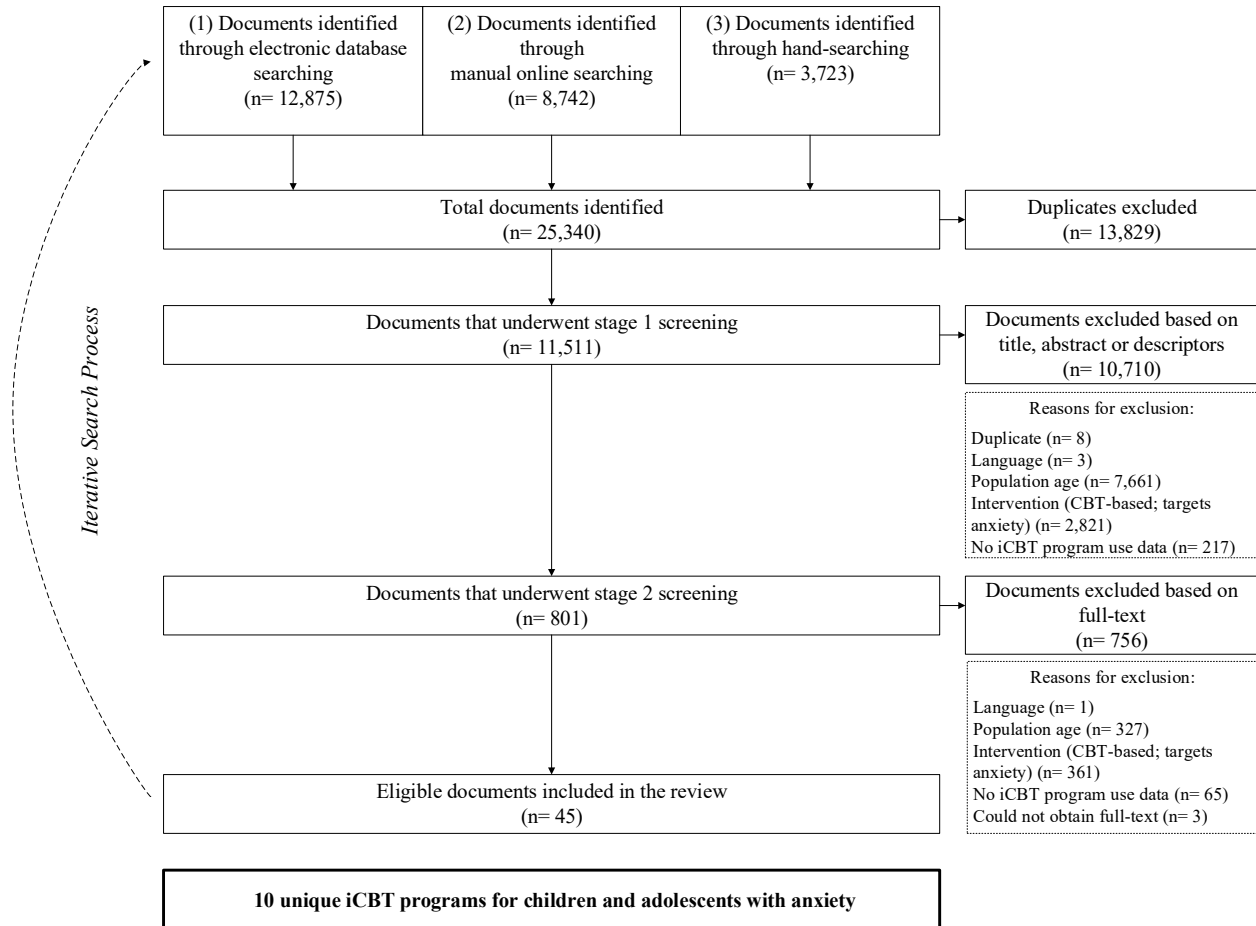 (1) Documents identified
through electronic database
searching
(n= 12,875)
(2) Documents identified
through
manual online searching
(n= 8,742)
(3) Documents identified
through hand-searching
(n= 3,723)
Total documents identified
(n= 25,340)
Duplicates excluded
(n= 13,829)
Iterative Search Process
Documents that underwent stage 1 screening
(n= 11,511)
Documents excluded based on
title, abstract or descriptors
(n= 10,710)
Reasons for exclusion:
Duplicate (n= 8)
Language (n= 3)
Population age (n= 7,661)
Intervention (CBT-based; targets
anxiety) (n= 2,821)
No iCBT program use data (n= 217)
Documents that underwent stage 2 screening
(n= 801)
Documents excluded based on
full-text
(n= 756)
Reasons for exclusion:
Language (n= 1)
Population age (n= 327)
Intervention (CBT-based; targets
anxiety) (n= 361)
No iCBT program use data (n= 65)
Could not obtain full-text (n= 3)
Eligible documents included in the review
(n= 45)
10 unique iCBT programs for children and adolescents with anxiety